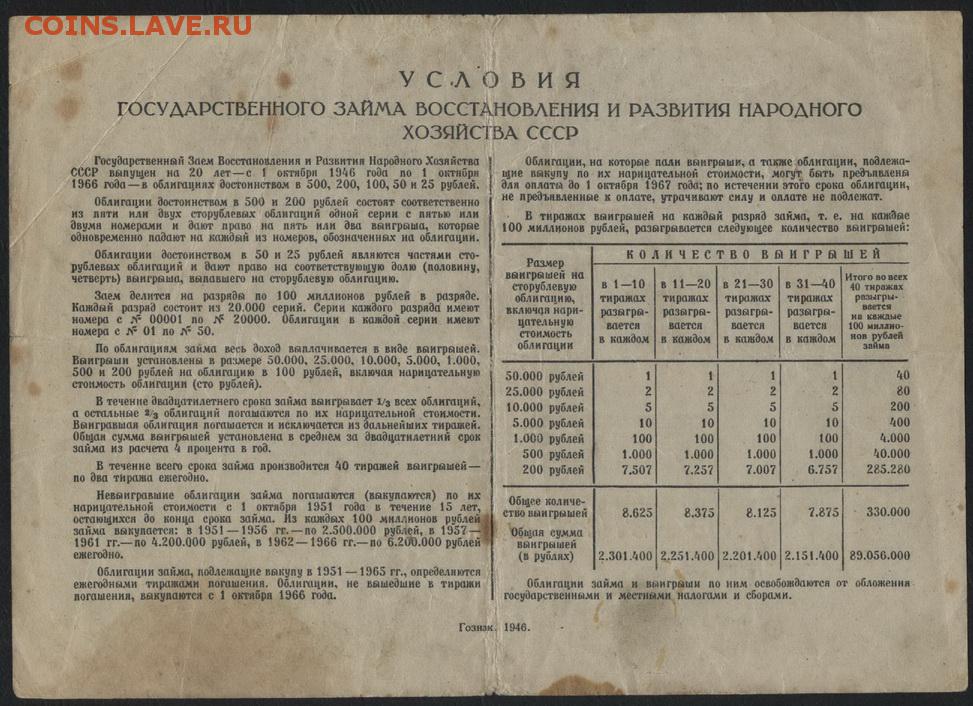 COINS.LAVE.RU
УСЛОВИЯ
ГОСУДАРСТВЕННОГО ЗАЙМА ВОССТАНОВЛЕНИЯ И РАЗВИТИЯ НАРОДНОГО
ХОЗЯЙСТВА СССР
Государственный Заем Восстановления и Развития Народного Хозяйства
СССР выпущен на 20 лет—с 1 октября 1946 года по 1 октября
1966 года—в облигациях достоинством в 500, 200, 100, 50 и 25 рублей.
Облигации достоинством в 500 и 200 рублей состоят соответственно
из пяти или двух сторублевых облигаций одной серии с пятью или
двумя номерами и дают право на пять или два выигрыша, которые
одновременно падают на каждый из номеров, обозначенных на облигации.
Облигации достоинством в 50 и 25 рублей являются частями сто-
рублевых облигаций и дают право на соответствующую долю (половину,
четверть) выигрыша, выпавшего на сторублевую облигацию.
Заем делится на разряды по 100 миллионов рублей в разряде.
Каждый разряд состоит из 20.000 серий. Серии каждого разряда имеют
номера с № 00001 по № 20000. Облигации в каждой серии имеют
номера с № 01 по № 50.
По облигациям займа весь доход выплачивается в виде выигрышей.
Выигрыши установлены в размере 50.000, 25.000, 10.000, 5.000, 1.000,
500 и 200 рублей на облигацию в 100 рублей, включая нарицательную
стоимость облигации (сто рублей).
В течение двадцатилетнего срока займа выигрывает 1/3 всех облигаций,
а остальные 2/3 облигаций погашаются по их нарицательной стоимости.
Выигравшая облигация погашается и исключается из дальнейших тиражей.
Общая сумма выигрышей установлена в среднем за двадцатилетний срок
займа из расчета 4 процента в год.
В течение всего срока займа производится 40 тиражей выигрышей—
по два тиража ежегодно.
Невыигравшие облигации займа погашаются (выкупаются) по их
нарицательной стоимости с 1 октября 1951 года в течение 15 лет,
остающихся до конца срока займа. Из каждых 100 миллионов рублей
займа выкупается: в 1951—1956 гг.—по 2.500.000 рублей, в 1957—
1961 гг.—по 4.200.000 рублей, в 1962—1966 гг.—по 6.200.000 рублей
ежегодно.
Облигации займа, подлежащие выкупу в 1951—1965 гг., определяются
ежегодными тиражами погашения. Облигации, не вышедшие в тиражи
погашения, выкупаются с 1 октября 1966 года.
Облигации, на которые пали выигрыши, а также облигации, подлежа-
щие выкупу по их нарицательной стоимости, могут быть предъявлены
для оплаты до 1 октября 1967 года; по истечении этого срока облигации,
не предъявленные к оплате, утрачивают силу и оплате не подлежат.
В тиражах выигрышей на каждый разряд займа, т. е. на каждые
100 миллионов рублей, разыгрывается следующее количество выигрышей:
Размер
выигрышей на
сторублевую
облигацию,
включая нари-
цательную
стоимость
облигации
КОЛИЧЕСТВО ВЫИГРЫШЕЙ
в 1—10
тиражах
разыгры-
вается
в каждом
в 11—20
тиражах
разыгры-
вается
в каждом
в 21—30
тиражах
разыгры-
вается
в каждом
в 31—40
тиражах
разыгры-
вается
в каждом
Итого во всех
40 тиражах
разыгры-
вается
на каждые
100 миллио-
нов рублей
займа
50.000 рублей 1 1 1 1 40
25.000 рублей 2 2 2 2 80
10.000 рублей 5 5 5 5 200
5.000 рублей 10 10 10 10 400
1.000 рублей 100 100 100 100 4.000
500 рублей 1.000 1.000 1.000 1.000 40.000
200 рублей 7.507 7.257 7.007 6.757 285.280
Общее количе-
ство выигрышей 8.625 8.375 8.125 7.875 330.000
Общая сумма
выигрышей
(в рублях) 2.301.400 2.251.400 2.201.400 2.151.400 89.056.000
Облигации займа и выигрыши по ним освобождаются от обложения
государственными и местными налогами и сборами.
Гознак. 1946.